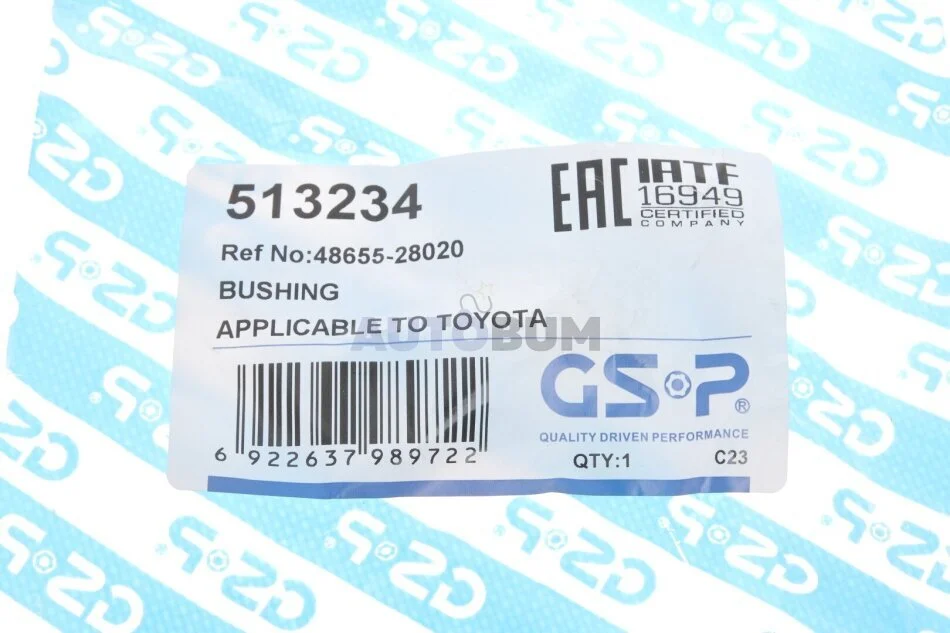 513234
EAC
IATF
16949
CERTIFIED
COMPANY
Ref No:48655-28020
BUSHING
APPLICABLE TO TOYOTA
AUTOBUM
GSP®
QUALITY DRIVEN PERFORMANCE
6 922637 989722
QTY:1
C23